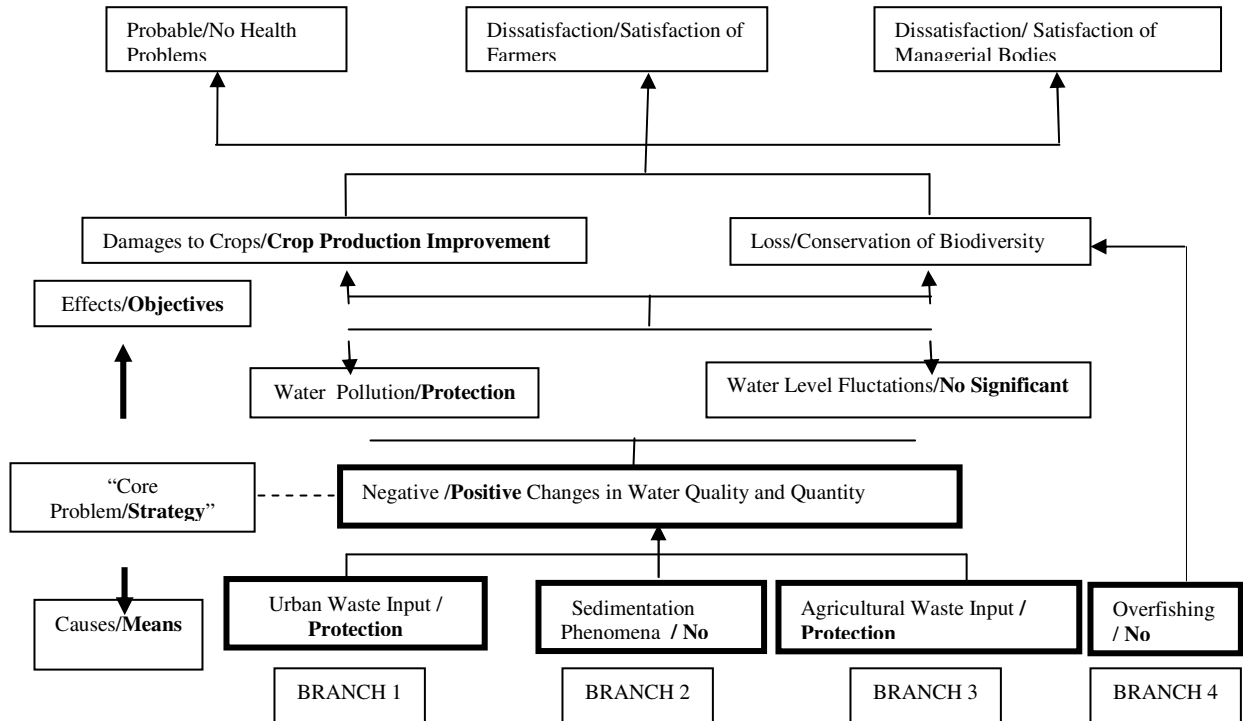 Probable/No Health
Problems
Dissatisfaction/Satisfaction of
Farmers
Dissatisfaction/ Satisfaction of
Managerial Bodies
Damages to Crops/Crop Production Improvement
Loss/Conservation of Biodiversity
Effects/Objectives
Water Pollution/Protection
Water Level Fluctations/No Significant
“Core
Problem/Strategy”
Negative /Positive Changes in Water Quality and Quantity
Causes/Means
Urban Waste Input /
Protection
Sedimentation
Phenomena / No
Agricultural Waste Input /
Protection
Overfishing
/ No
BRANCH 1
BRANCH 2
BRANCH 3
BRANCH 4